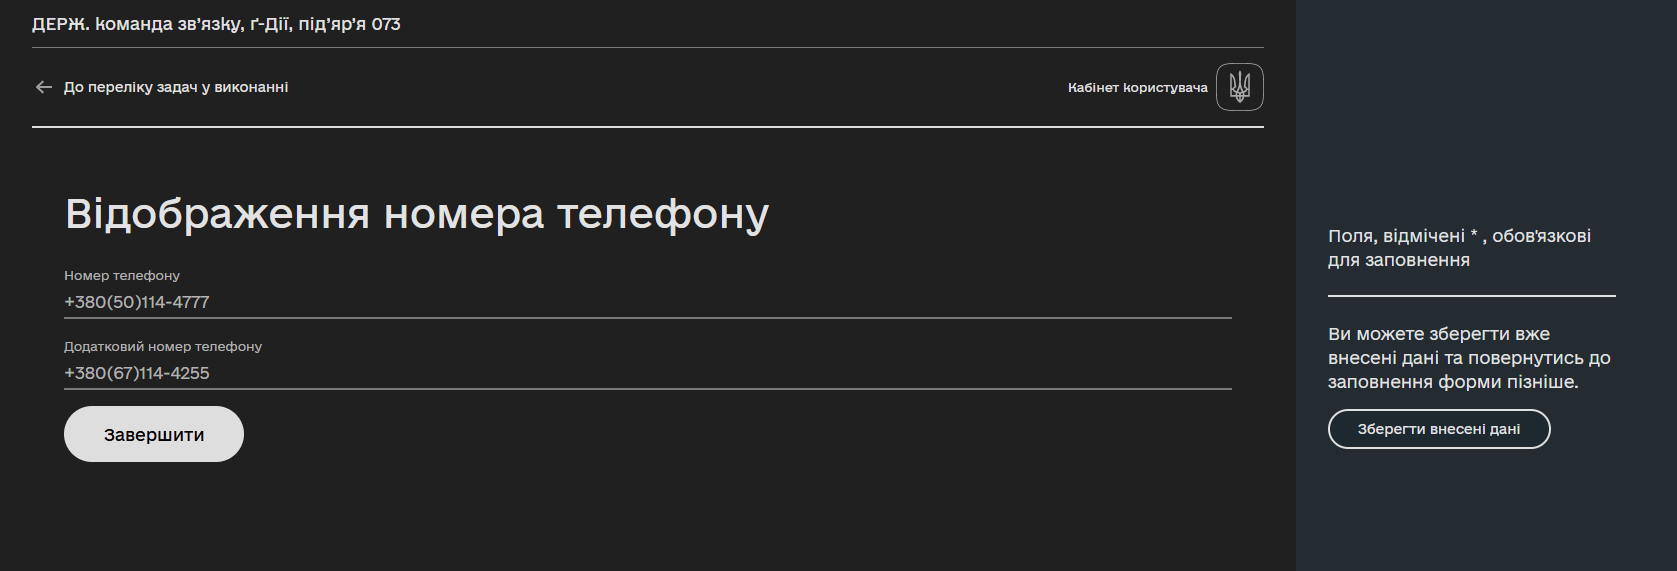 ДЕРЖ. команда зв’язку, ґ-Дії, під’яр’я 073
До переліку задач у виконанні
Кабінет користувача
Відображення номера телефону
Номер телефону
+380(50)114-4777
Додатковий номер телефону
+380(67)114-4255
Завершити
Поля, відмічені * , обов'язкові
для заповнення
Ви можете зберегти вже
внесені дані та повернутись до
заповнення форми пізніше.
Зберегти внесені дані